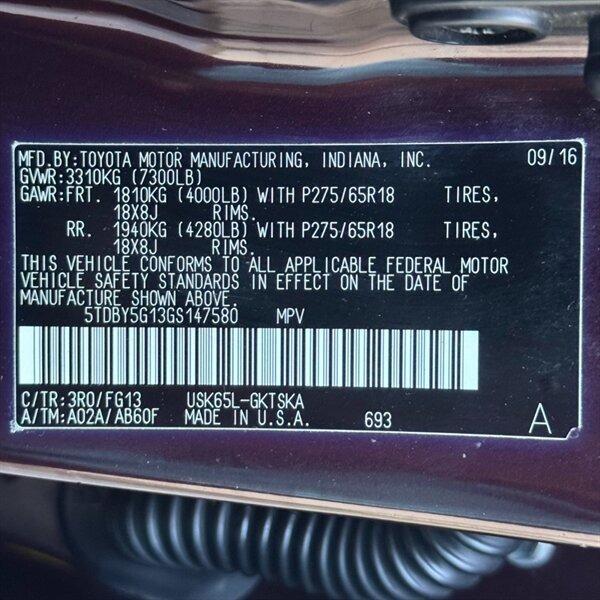 MFD.BY:TOYOTA MOTOR MANUFACTURING, INDIANA, INC. 09/16
GVWR:3310KG (7300LB)
GAWR:FRT. 1810KG (4000LB) WITH P275/65R18 TIRES,
18X8J RIMS.
RR. 1940KG (4280LB) WITH P275/65R18 TIRES,
18X8J RIMS.
THIS VEHICLE CONFORMS TO ALL APPLICABLE FEDERAL MOTOR
VEHICLE SAFETY STANDARDS IN EFFECT ON THE DATE OF
MANUFACTURE SHOWN ABOVE.
5TDBY5G13GS147580 MPV
C/TR:3R0/FG13 USK65L-GKTSKA
A/TM:A02A/AB60F MADE IN U.S.A. 693 A